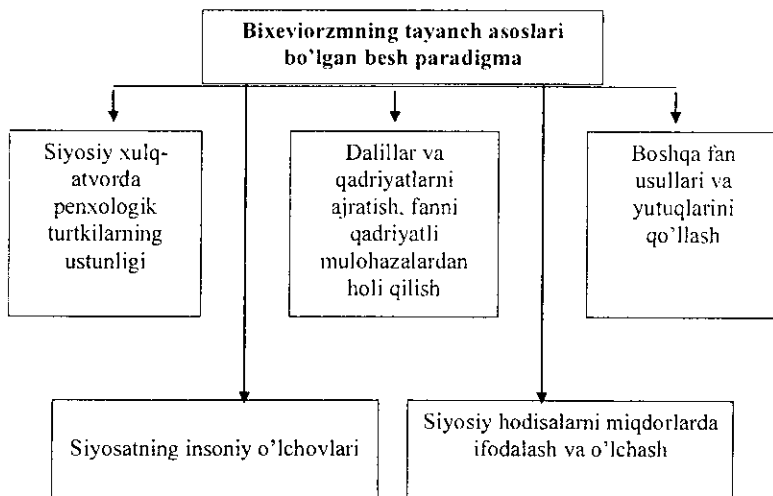 Bixeviorzmning tayanch asoslari
bo'lgan besh paradigma
Siyosiy xulq-
atvorda
penxologik
turtkilarning
ustunligi
Dalillar va
qadriyatlarni
ajratish, fanni
qadriyatli
mulohazalardan
holi qilish
Boshqa fan
usullari va
yutuqlarini
qo'llash
Siyosatning insoniy o'lchovlari
Siyosiy hodisalarni miqdorlarda
ifodalash va o'lchash